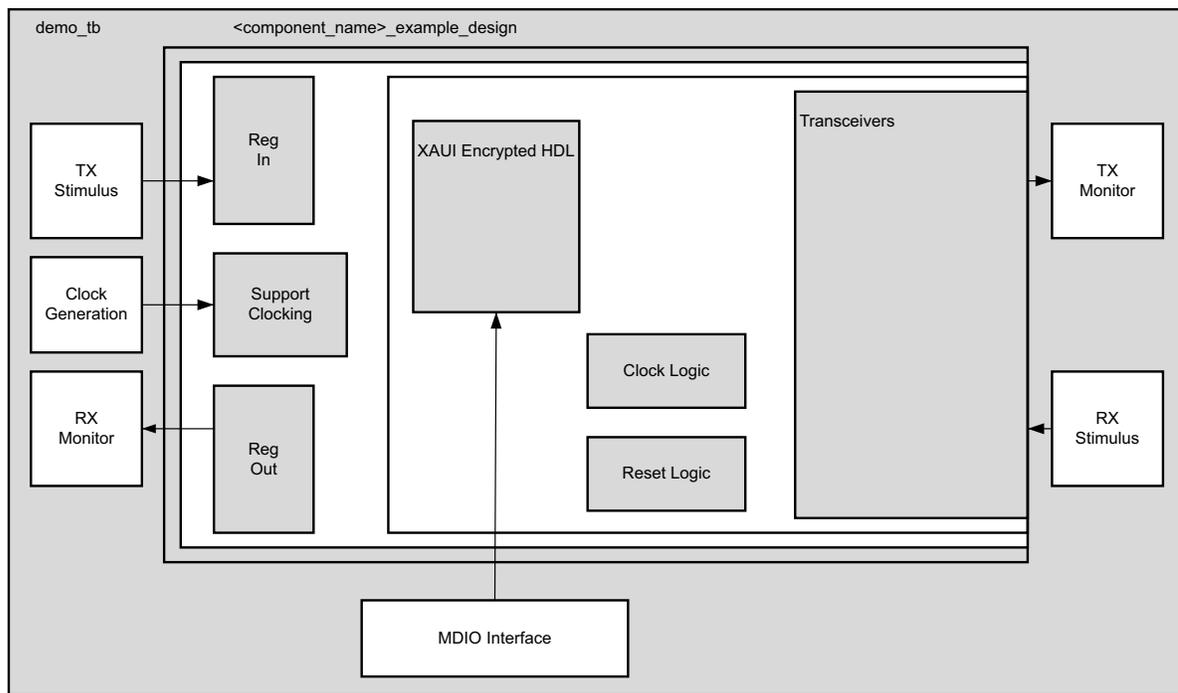 demo_tb
<component_name>_example_design
TX
Stimulus
Clock
Generation
RX
Monitor
Reg
In
Support
Clocking
Reg
Out
XAUI Encrypted HDL
Clock Logic
Reset Logic
Transceivers
TX
Monitor
RX
Stimulus
MDIO Interface